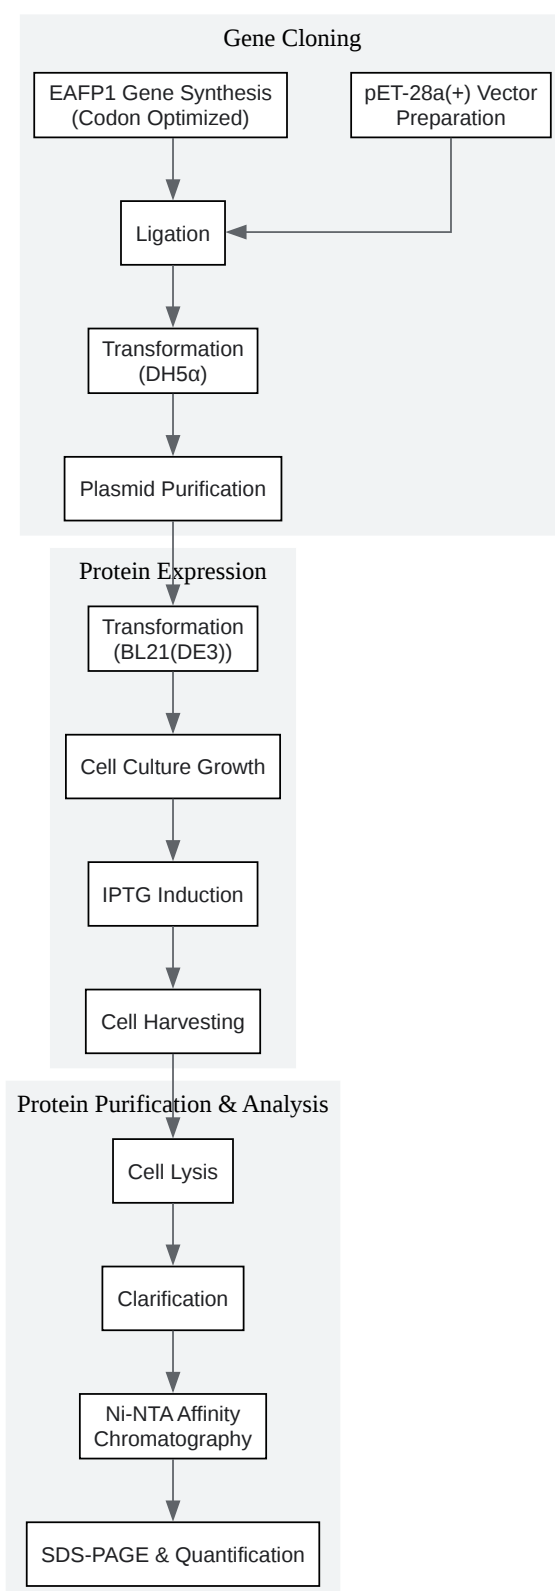 Gene Cloning
EAFP1 Gene Synthesis
(Codon Optimized)
pET-28a(+) Vector
Preparation
Ligation
Transformation
(DH5α)
Plasmid Purification
Protein Expression
Transformation
(BL21(DE3))
Cell Culture Growth
IPTG Induction
Cell Harvesting
Protein Purification & Analysis
Cell Lysis
Clarification
Ni-NTA Affinity
Chromatography
SDS-PAGE & Quantification